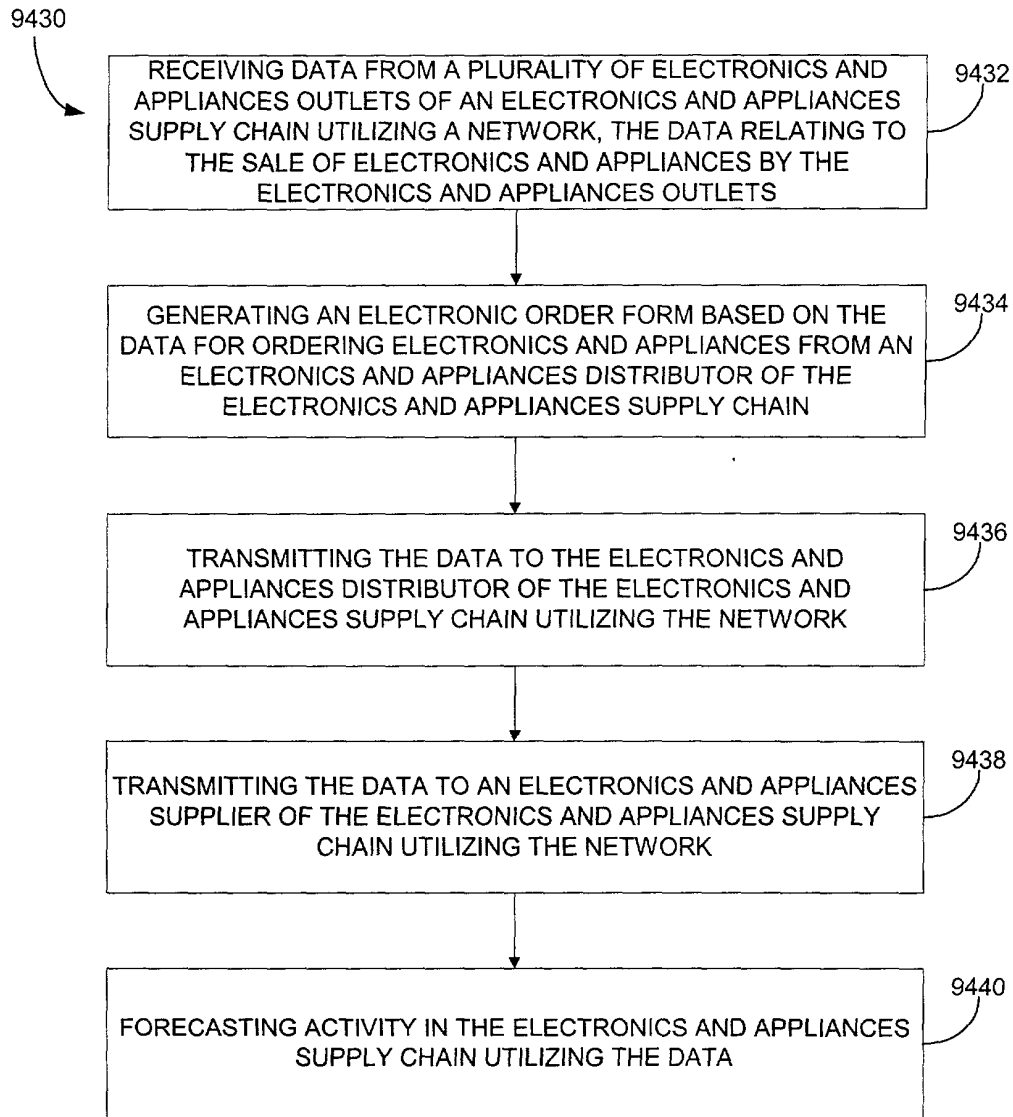 9430
RECEIVING DATA FROM A PLURALITY OF ELECTRONICS AND
APPLIANCES OUTLETS OF AN ELECTRONICS AND APPLIANCES
SUPPLY CHAIN UTILIZING A NETWORK, THE DATA RELATING TO
THE SALE OF ELECTRONICS AND APPLIANCES BY THE
ELECTRONICS AND APPLIANCES OUTLETS
9432
GENERATING AN ELECTRONIC ORDER FORM BASED ON THE
DATA FOR ORDERING ELECTRONICS AND APPLIANCES FROM AN
ELECTRONICS AND APPLIANCES DISTRIBUTOR OF THE
ELECTRONICS AND APPLIANCES SUPPLY CHAIN
9434
TRANSMITTING THE DATA TO THE ELECTRONICS AND
APPLIANCES DISTRIBUTOR OF THE ELECTRONICS AND
APPLIANCES SUPPLY CHAIN UTILIZING THE NETWORK
9436
TRANSMITTING THE DATA TO AN ELECTRONICS AND APPLIANCES
SUPPLIER OF THE ELECTRONICS AND APPLIANCES SUPPLY
CHAIN UTILIZING THE NETWORK
9438
FORECASTING ACTIVITY IN THE ELECTRONICS AND APPLIANCES
SUPPLY CHAIN UTILIZING THE DATA
9440